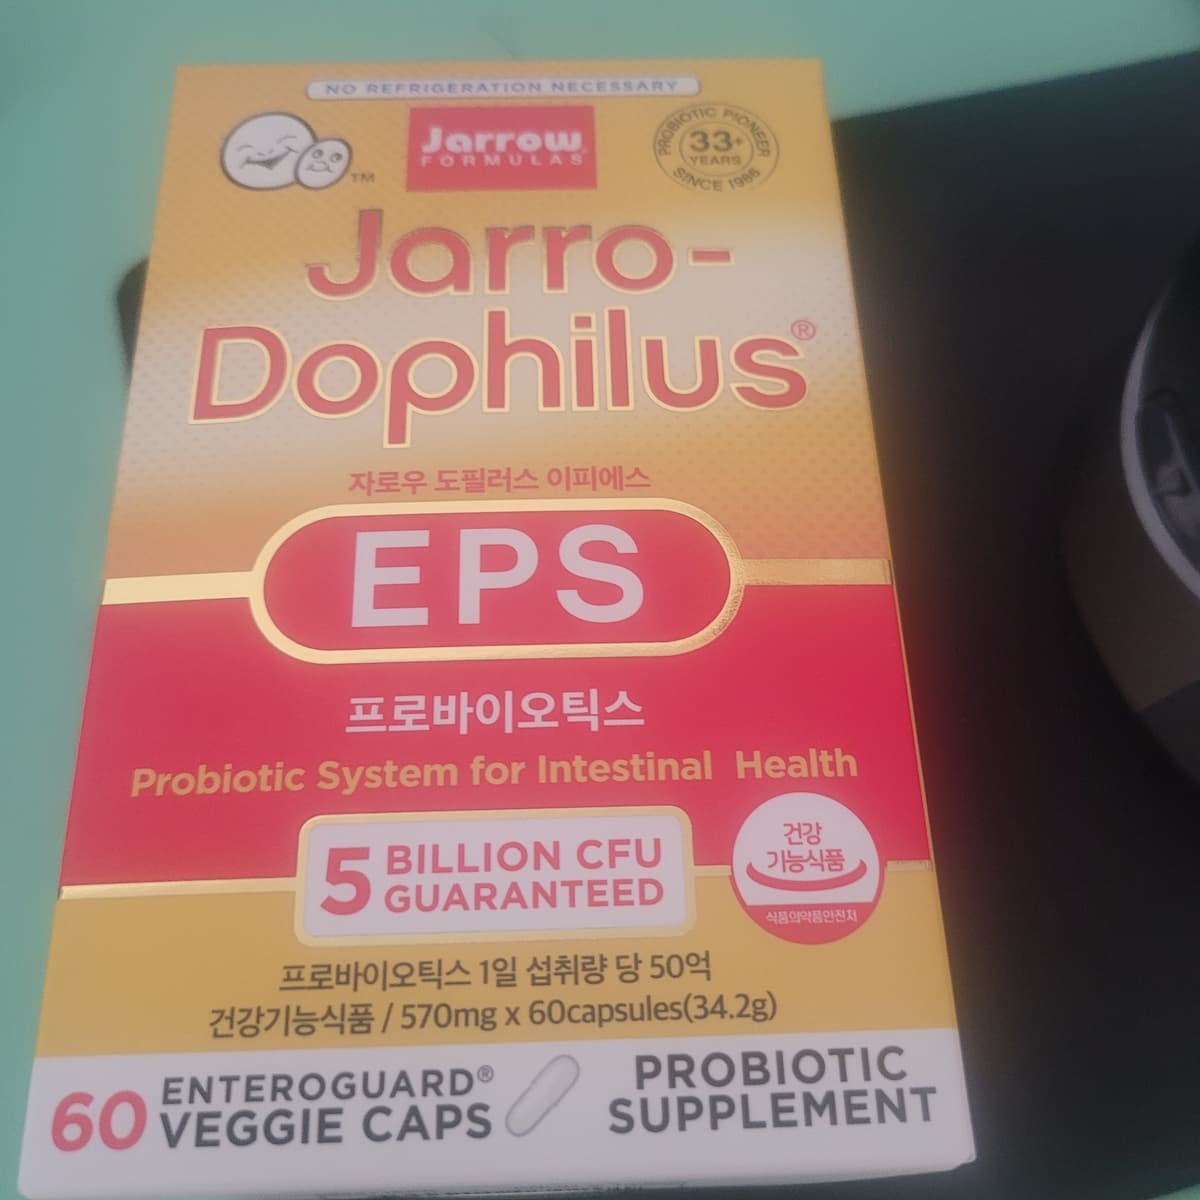 NO REFRIGERATION NECESSARY
TM
Jarrow
FORMULAS
PROBIOTIC PIONEER
33+
YEARS
SINCE 1988
Jarro-
Dophilus®
자로우 도필러스 이피에스
EPS
프로바이오틱스
Probiotic System for Intestinal Health
5 BILLION CFU
GUARANTEED
건강
기능식품
식품의약품안전처
프로바이오틱스 1일 섭취량 당 50억
건강기능식품 / 570mg x 60capsules(34.2g)
60 ENTEROGUARD®
VEGGIE CAPS
PROBIOTIC
SUPPLEMENT